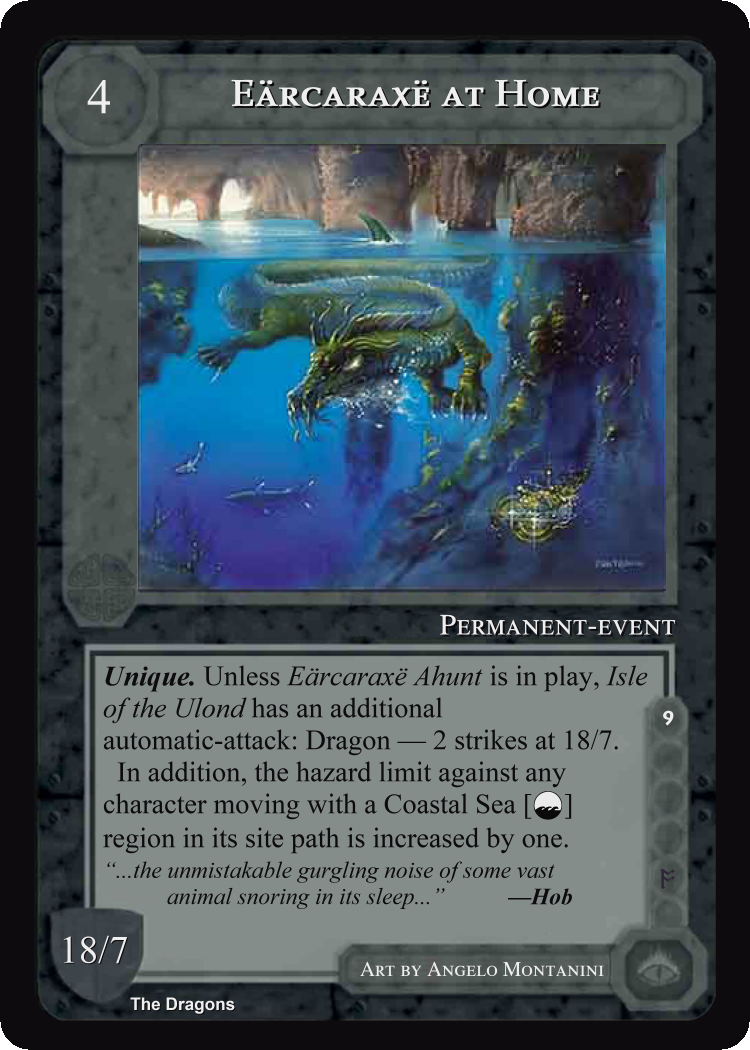 4
Eärcaraxë at Home
Permanent-event
Unique. Unless Eärcaraxë Ahunt is in play, Isle
of the Ulond has an additional
automatic-attack: Dragon — 2 strikes at 18/7.
In addition, the hazard limit against any
character moving with a Coastal Sea [ ]
region in its site path is increased by one.
"...the unmistakable gurgling noise of some vast
animal snoring in its sleep..." —Hob
9
18/7
Art by Angelo Montanini
The Dragons